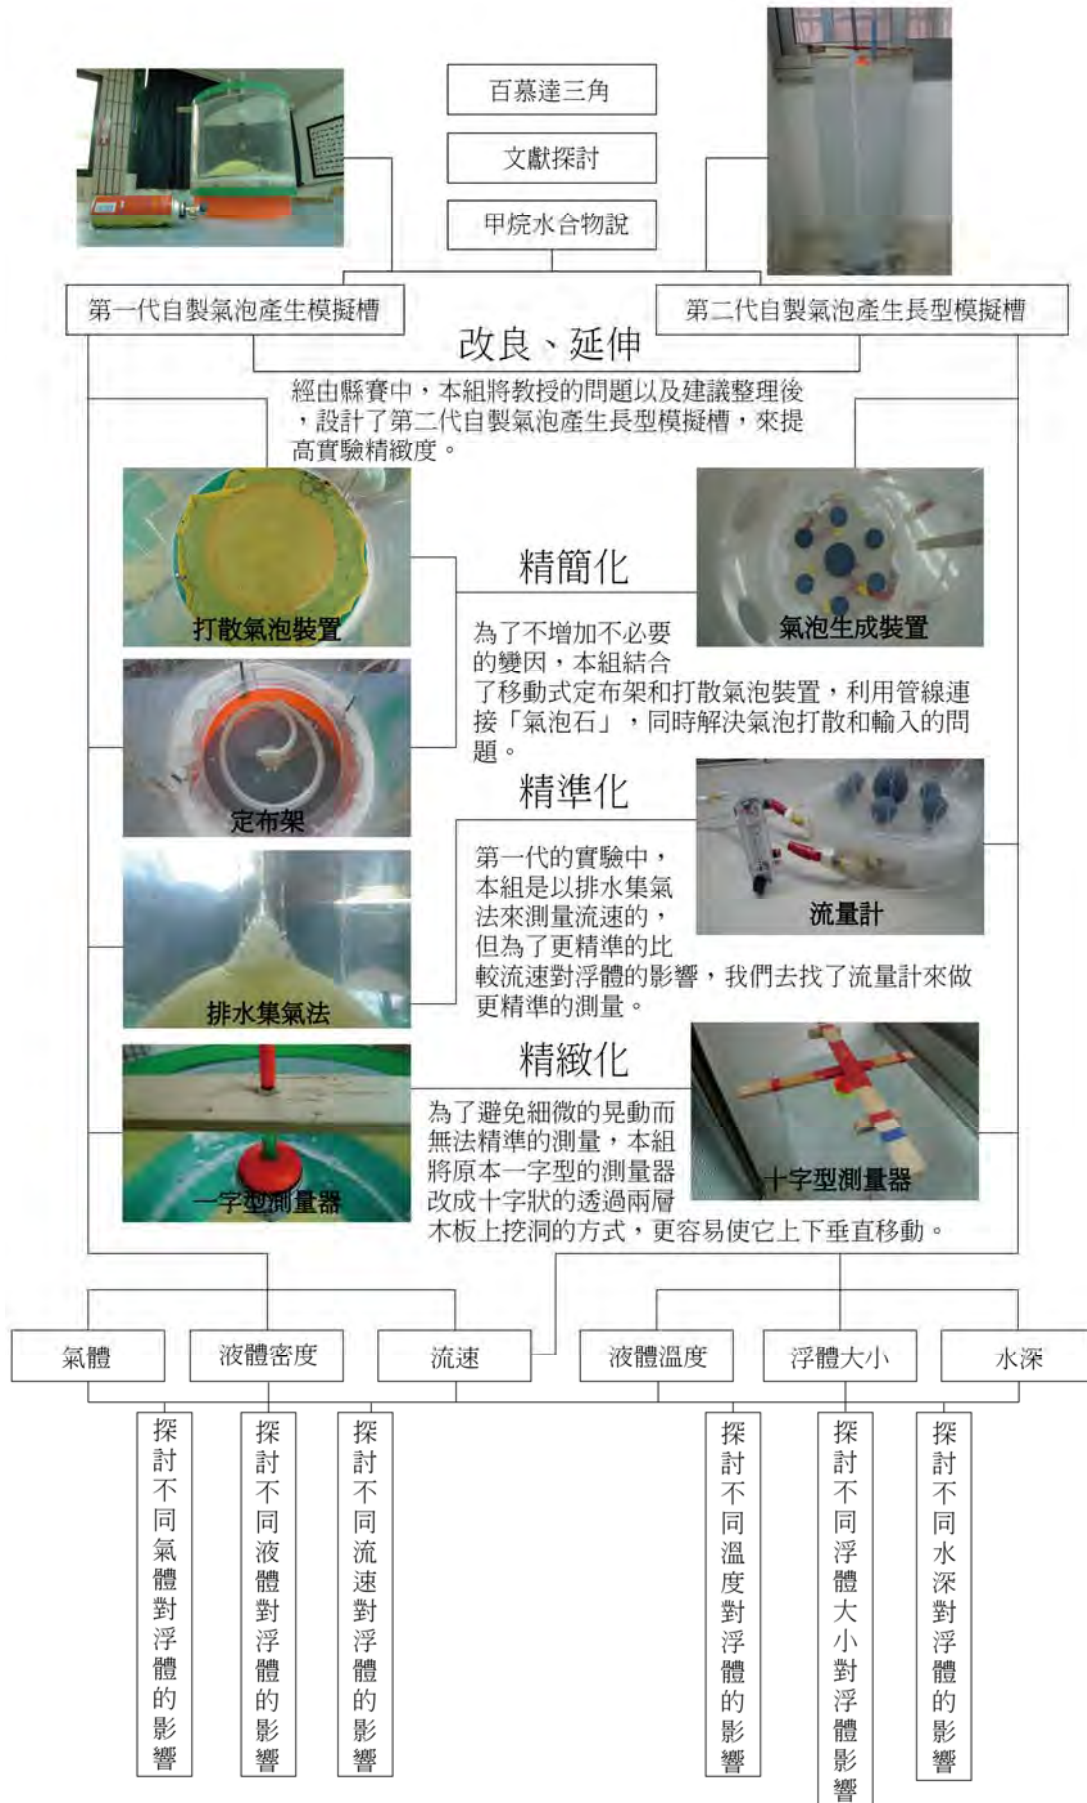 百慕達三角
文獻探討
甲烷水合物說
第一代自製氣泡產生模擬槽
第二代自製氣泡產生長型模擬槽
改良、延伸
經由縣賽中，本組將教授的問題以及建議整理後
，設計了第二代自製氣泡產生長型模擬槽，來提
高實驗精緻度。
打散氣泡裝置
精簡化
氣泡生成裝置
為了不增加不必要
的變因，本組結合
了移動式定布架和打散氣泡裝置，利用管線連
接「氣泡石」，同時解決氣泡打散和輸入的問
題。
定布架
精準化
流量計
第一代的實驗中，
本組是以排水集氣
法來測量流速的，
但為了更精準的比
較流速對浮體的影響，我們去找了流量計來做
更精準的測量。
排水集氣法
精緻化
一字型測量器
十字型測量器
為了避免細微的晃動而
無法精準的測量，本組
將原本一字型的測量器
改成十字狀的透過兩層
木板上挖洞的方式，更容易使它上下垂直移動。
氣體
液體密度
流速
液體溫度
浮體大小
水深
探討不同氣體對浮體的影響
探討不同液體對浮體的影響
探討不同流速對浮體的影響
探討不同溫度對浮體的影響
探討不同浮體大小對浮體影響
探討不同水深對浮體的影響